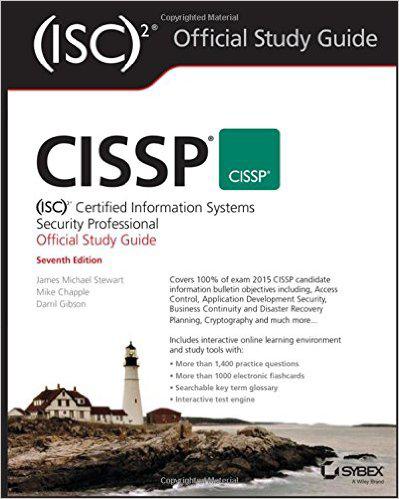 Copyrighted Material
(ISC)²® Official Study Guide
CISSP®
CISSP®
(ISC)²® Certified Information Systems
Security Professional
Official Study Guide
Seventh Edition
James Michael Stewart
Mike Chapple
Darril Gibson
Covers 100% of exam 2015 CISSP candidate
information bulletin objectives including, Access
Control, Application Development Security,
Business Continuity and Disaster Recovery
Planning, Cryptography and much more...
Includes interactive online learning environment
and study tools with:
• More than 1,400 practice questions
• More than 1000 electronic flashcards
• Searchable key term glossary
• Interactive test engine
SYBEX
A Wiley Brand
Copyrighted Material